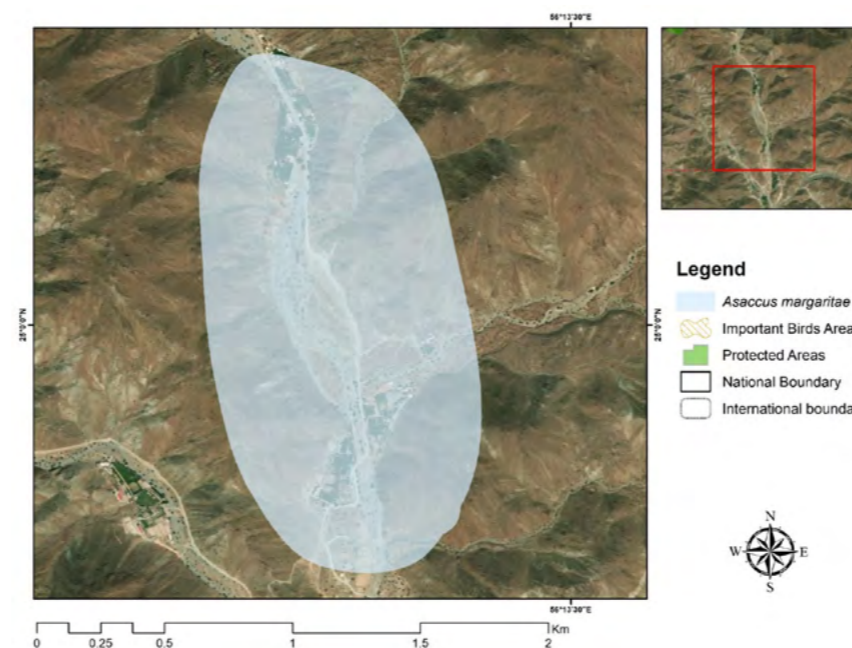 56°13'30"E
25°0'0"N
25°0'0"N
Legend
Asaccus margaritae
Important Birds Area
Protected Areas
National Boundary
International bounda
N
W
E
S
56°13'30"E
0
0.25
0.5
1
1.5
2
Km